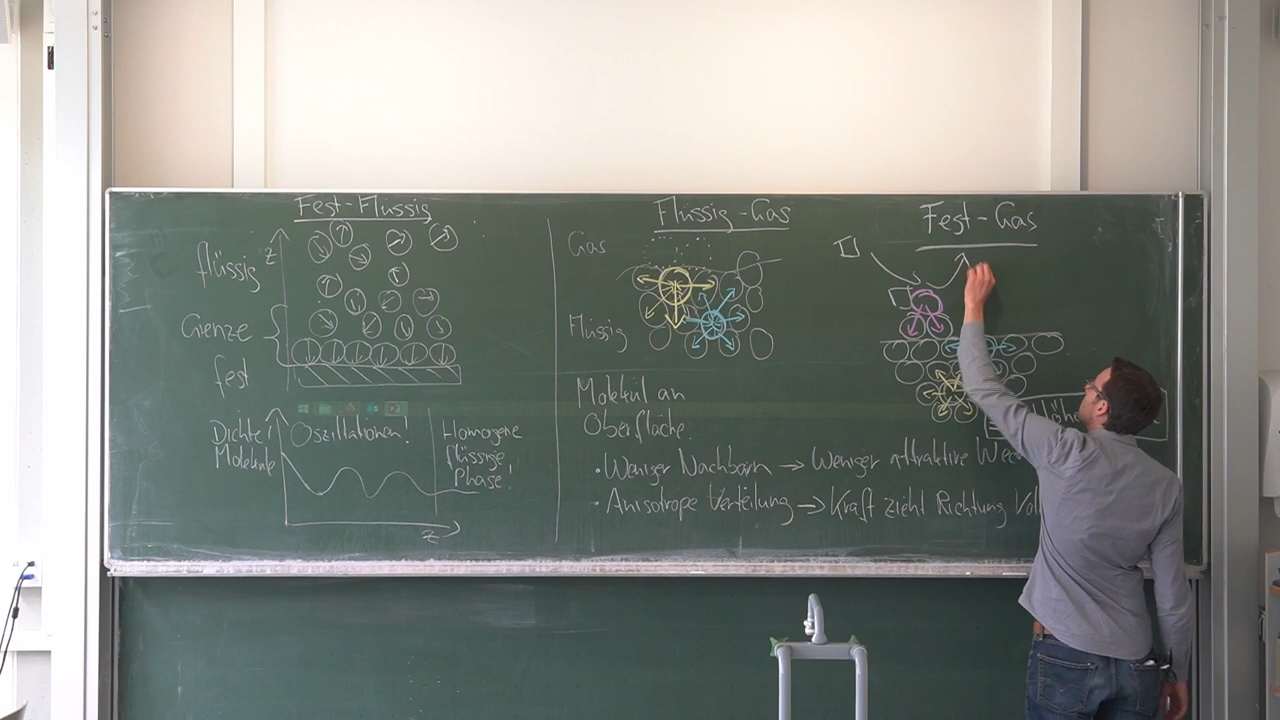 Fest-Flüssig
flüssig
z
Grenze
fest
Dichte
Moleküle
Oszillationen!
Homogene
flüssige
Phase!
z
Flüssig-Gas
Gas
Flüssig
Molekül an
Oberfläche:
• Weniger Nachbarn → Weniger attraktive
• Anisotrope Verteilung → Kraft zieht Richtung
Fest-Gas